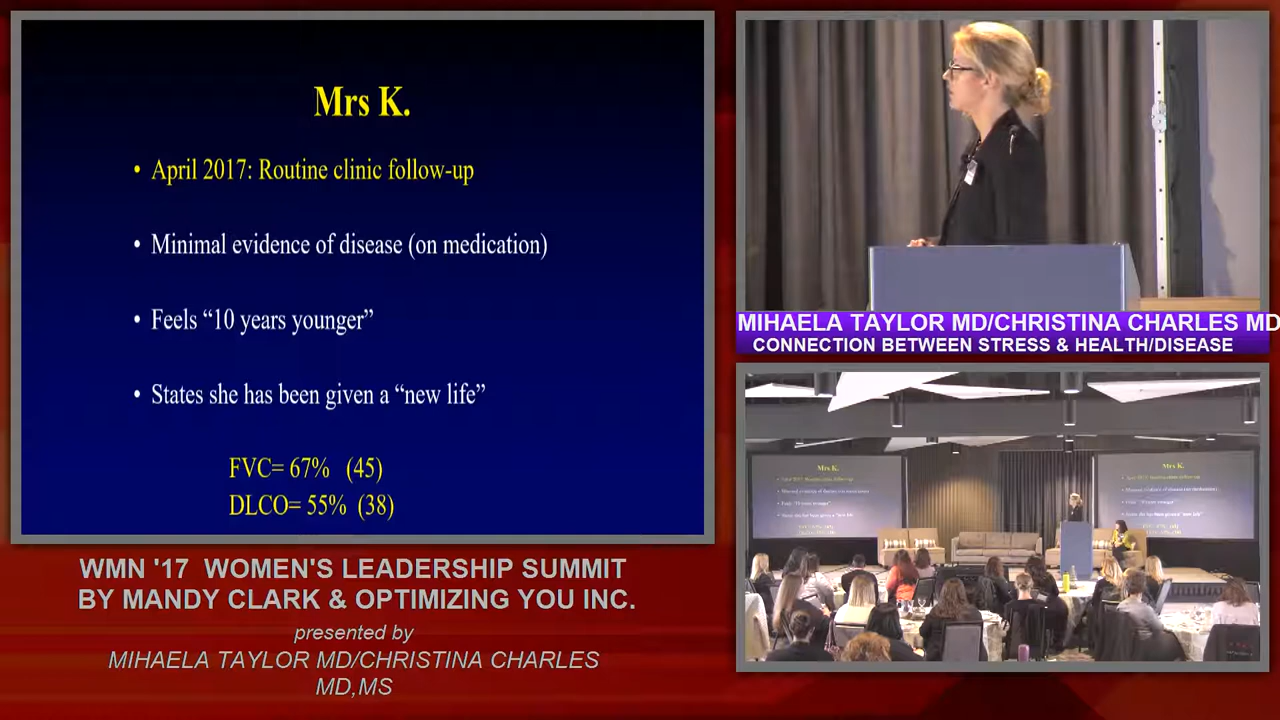 Mrs K.
• April 2017: Routine clinic follow-up
• Minimal evidence of disease (on medication)
• Feels “10 years younger”
• States she has been given a “new life”
FVC= 67% (45)
DLCO= 55% (38)
MIHAELA TAYLOR MD/CHRISTINA CHARLES MD
CONNECTION BETWEEN STRESS & HEALTH/DISEASE
Mrs K.
Mrs K.
WMN '17 WOMEN'S LEADERSHIP SUMMIT
BY MANDY CLARK & OPTIMIZING YOU INC.
presented by
MIHAELA TAYLOR MD/CHRISTINA CHARLES
MD,MS